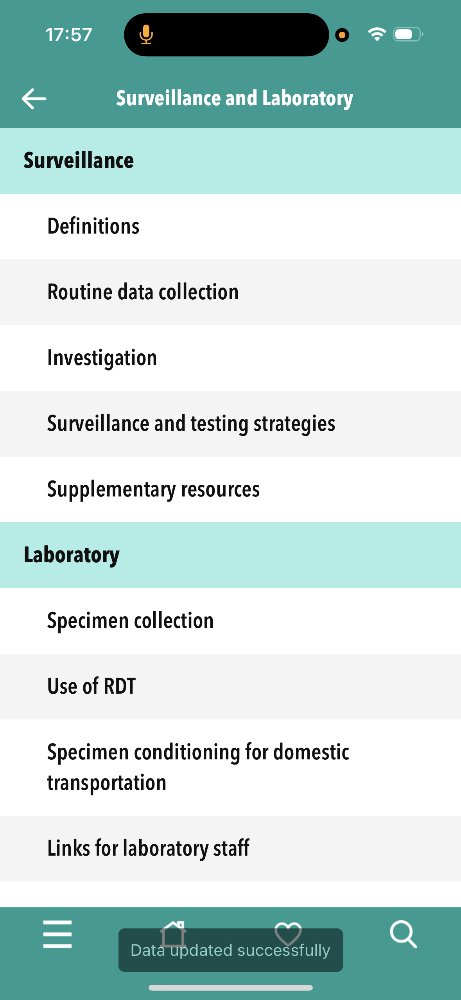 17:57
Surveillance and Laboratory
Surveillance
Definitions
Routine data collection
Investigation
Surveillance and testing strategies
Supplementary resources
Laboratory
Specimen collection
Use of RDT
Specimen conditioning for domestic
transportation
Links for laboratory staff
Data updated successfully